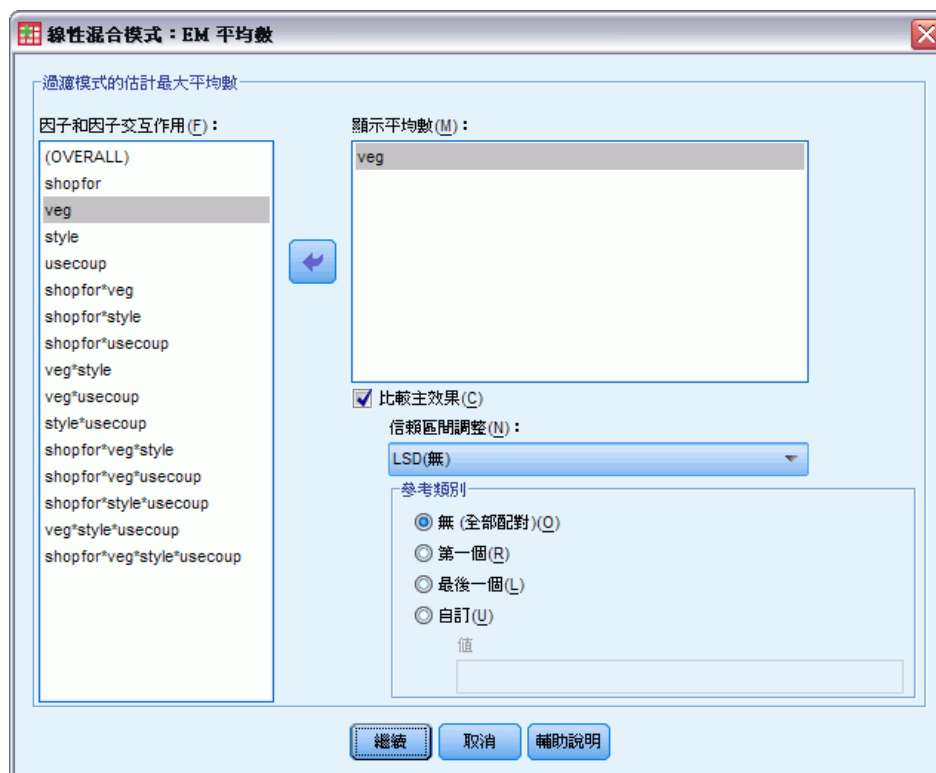 線性混合模式：EM 平均數
過濾模式的估計最大平均數
因子和因子交互作用(F)：
(OVERALL)
shopfor
veg
style
usecoup
shopfor*veg
shopfor*style
shopfor*usecoup
veg*style
veg*usecoup
style*usecoup
shopfor*veg*style
shopfor*veg*usecoup
shopfor*style*usecoup
veg*style*usecoup
shopfor*veg*style*usecoup
顯示平均數(M)：
veg
比較主效果(C)
信賴區間調整(N)：
LSD(無)
參考類別
無 (全部配對)(O)
第一個(R)
最後一個(L)
自訂(U)
值
繼續
取消
輔助說明